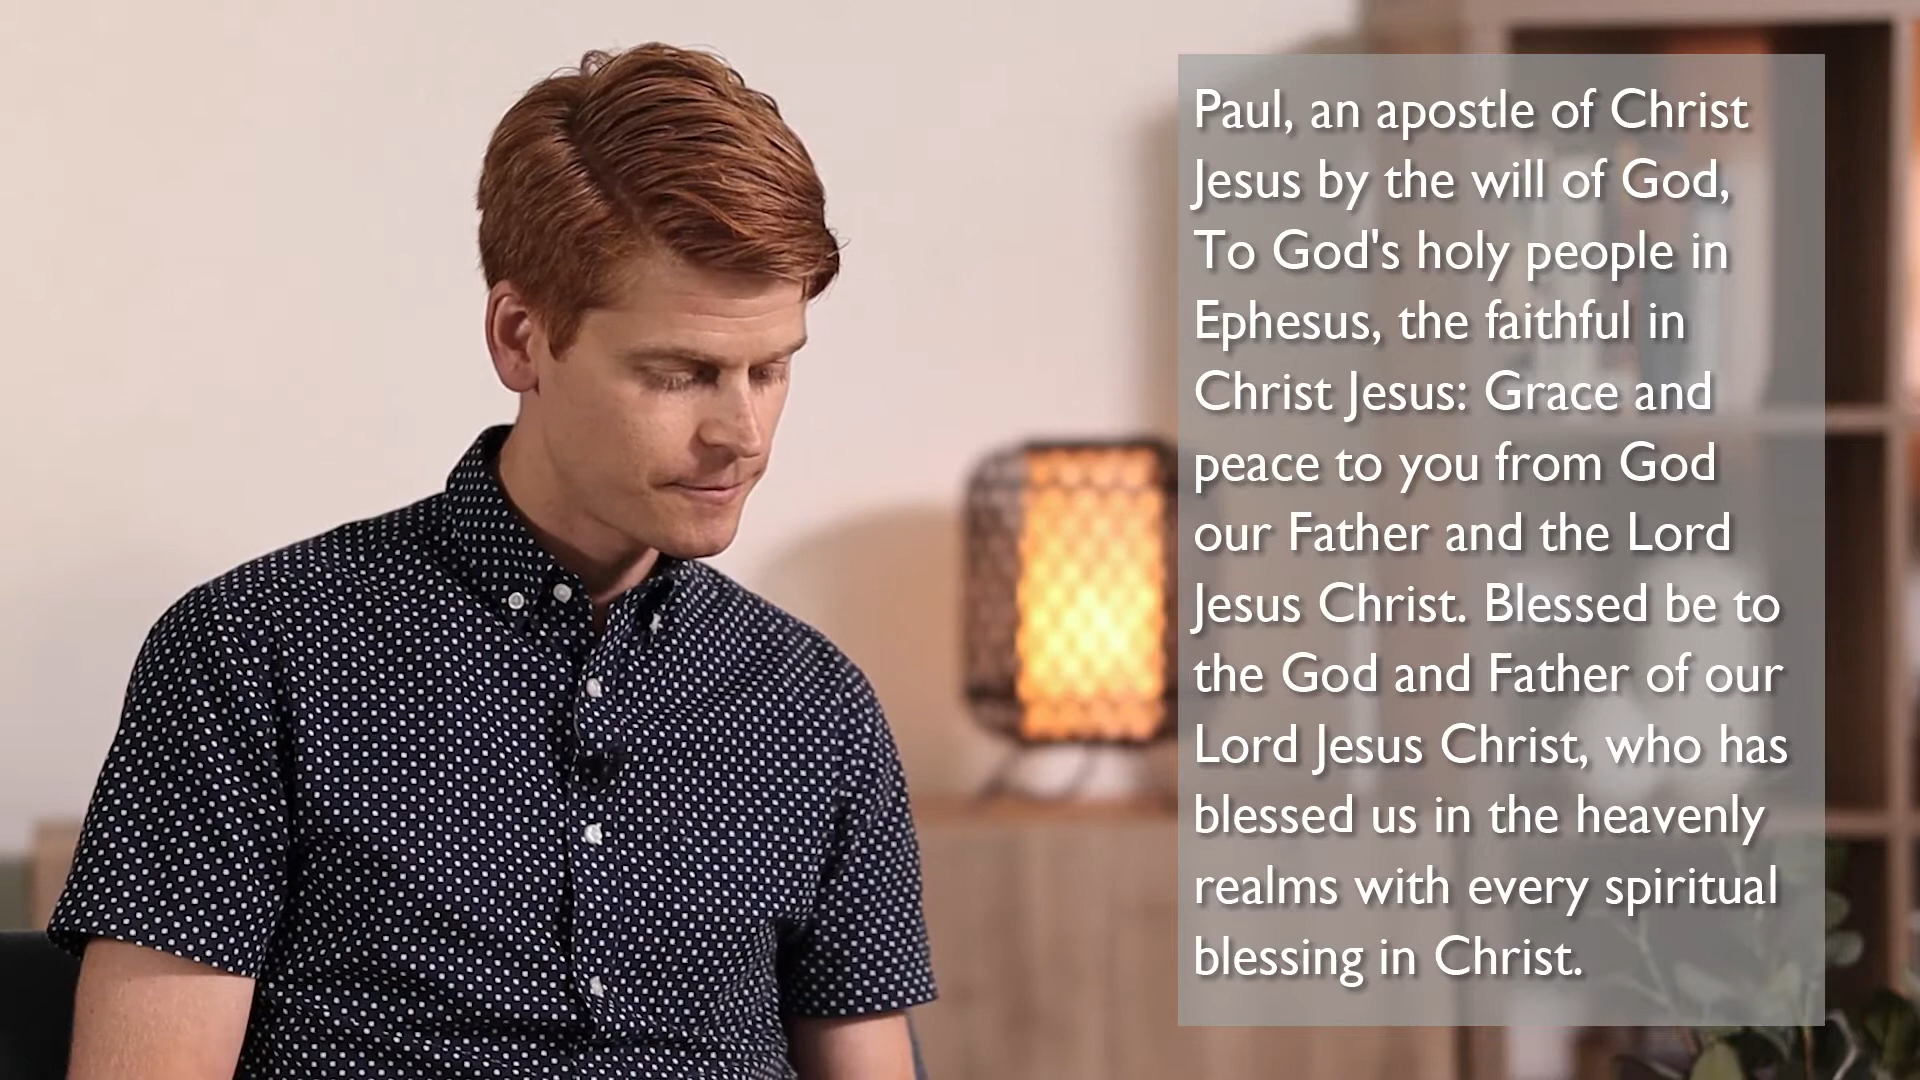 Paul, an apostle of Christ
Jesus by the will of God,
To God's holy people in
Ephesus, the faithful in
Christ Jesus: Grace and
peace to you from God
our Father and the Lord
Jesus Christ. Blessed be to
the God and Father of our
Lord Jesus Christ, who has
blessed us in the heavenly
realms with every spiritual
blessing in Christ.